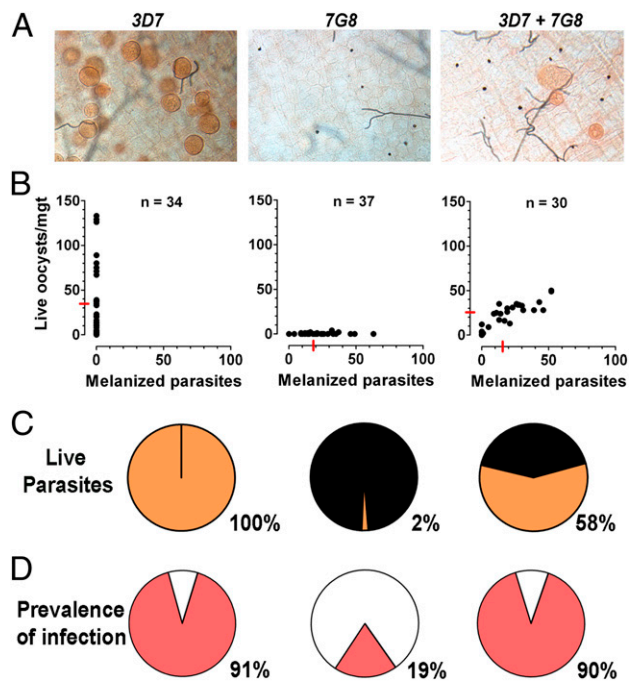 A
3D7
7G8
3D7 + 7G8
B
n = 34
n = 37
n = 30
Live oocysts/mgt
150
100
50
0
150
100
50
0
150
100
50
0
0
50
100
0
50
100
0
50
100
Melanized parasites
Melanized parasites
Melanized parasites
C
Live
Parasites
100%
2%
58%
D
Prevalence
of infection
91%
19%
90%